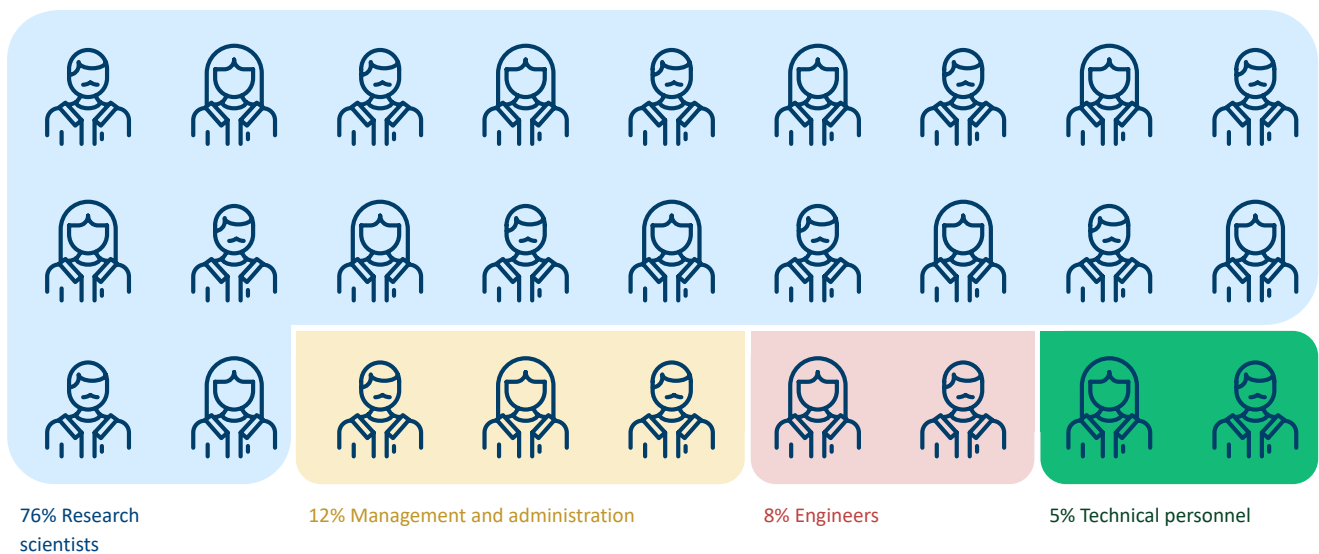 76% Research
scientists
12% Management and administration
8% Engineers
5% Technical personnel